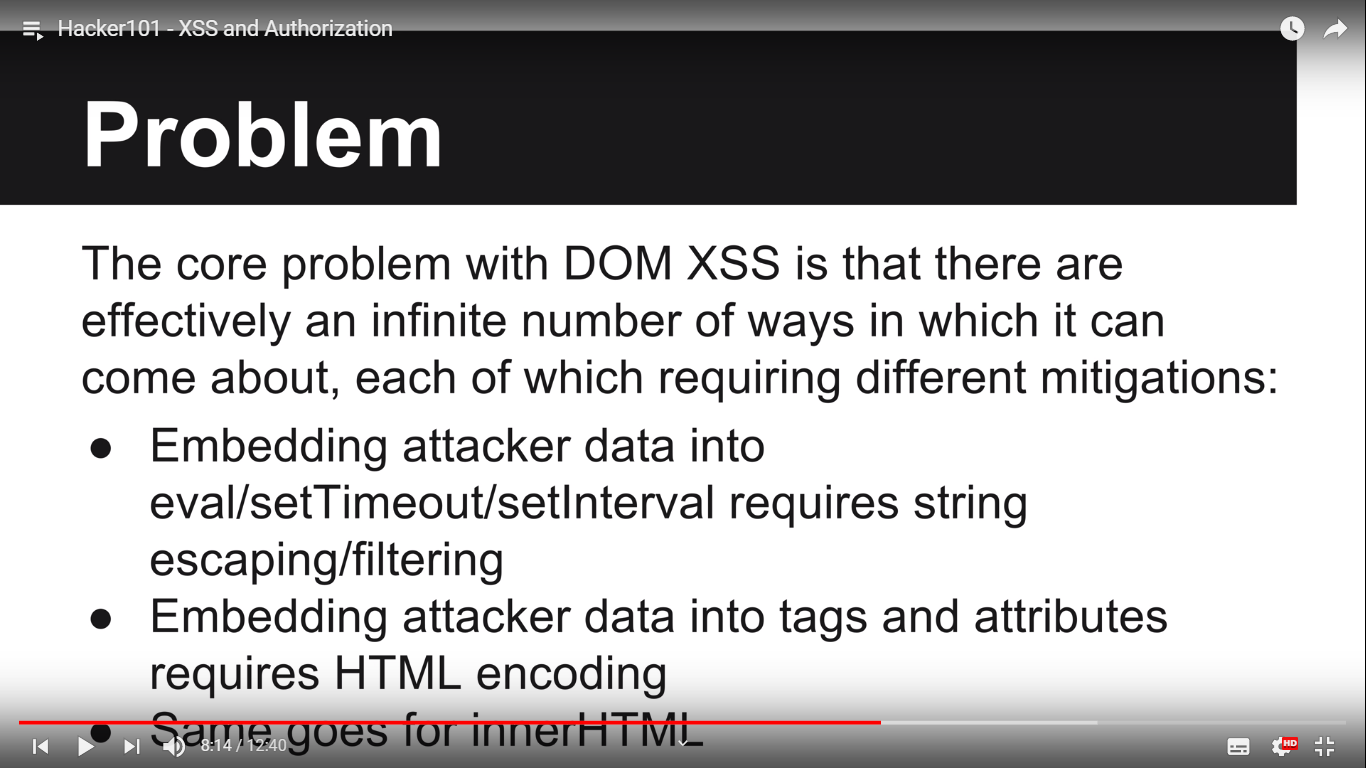 Hacker101 - XSS and Authorization
Problem
The core problem with DOM XSS is that there are
effectively an infinite number of ways in which it can
come about, each of which requiring different mitigations:
● Embedding attacker data into
eval/setTimeout/setInterval requires string
escaping/filtering
● Embedding attacker data into tags and attributes
requires HTML encoding
● Same goes for innerHTML
8:14 / 12:40
HD